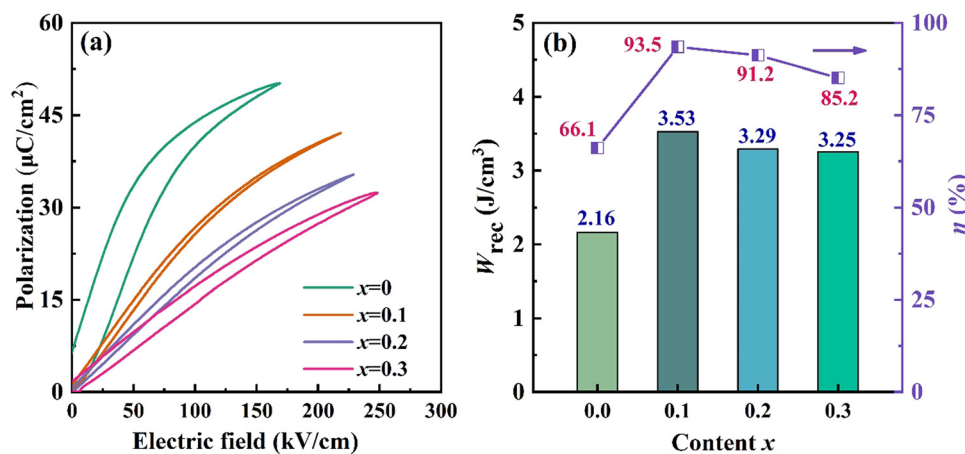 (a)
Polarization (μC/cm²)
60
45
30
15
0
x=0
x=0.1
x=0.2
x=0.3
0 50 100 150 200 250 300
Electric field (kV/cm)
(b)
W_rec (J/cm³)
5
4
3
2
1
0
66.1
93.5
91.2
85.2
2.16
3.53
3.29
3.25
0.0 0.1 0.2 0.3
Content x
100
75
50
25
0
η (%)